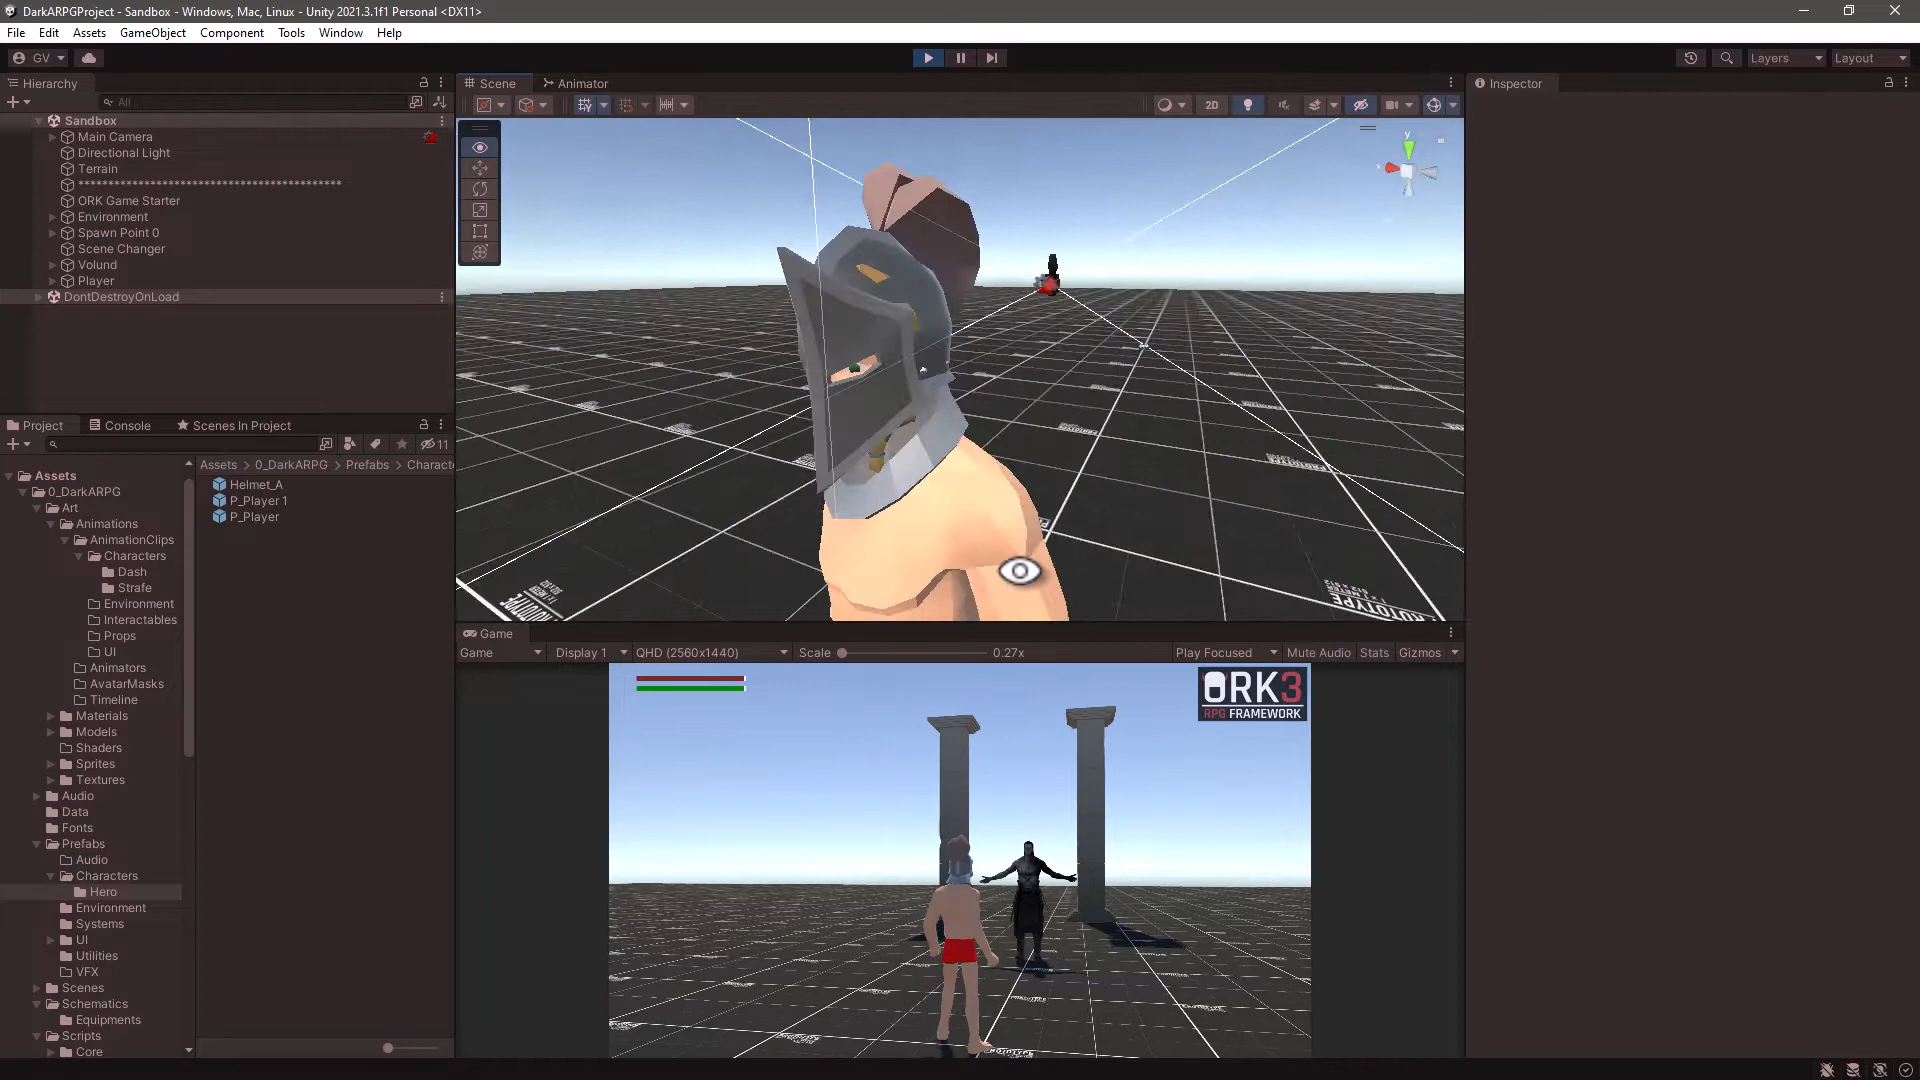 DarkARPGProject - Sandbox - Windows, Mac, Linux - Unity 2021.3.1f1 Personal <DX11>
File Edit Assets GameObject Component Tools Window Help
GV
Layers
Layout
Hierarchy
All
Sandbox
Main Camera
Directional Light
Terrain
********************************************
ORK Game Starter
Environment
Spawn Point 0
Scene Changer
Volund
Player
DontDestroyOnLoad
Scene Animator
2D
y
PROTOTYPE
Inspector
Project Console Scenes In Project
11
Assets
0_DarkARPG
Art
Animations
AnimationClips
Characters
Dash
Strafe
Environment
Interactables
Props
UI
Animators
AvatarMasks
Timeline
Materials
Models
Shaders
Sprites
Textures
Audio
Data
Fonts
Prefabs
Audio
Characters
Hero
Environment
Systems
UI
Utilities
VFX
Scenes
Schematics
Equipments
Scripts
Core
Assets > 0_DarkARPG > Prefabs > Characte
Helmet_A
P_Player 1
P_Player
Game
Game Display 1 QHD (2560x1440) Scale 0.27x Play Focused Mute Audio Stats Gizmos
ORK3
RPG FRAMEWORK